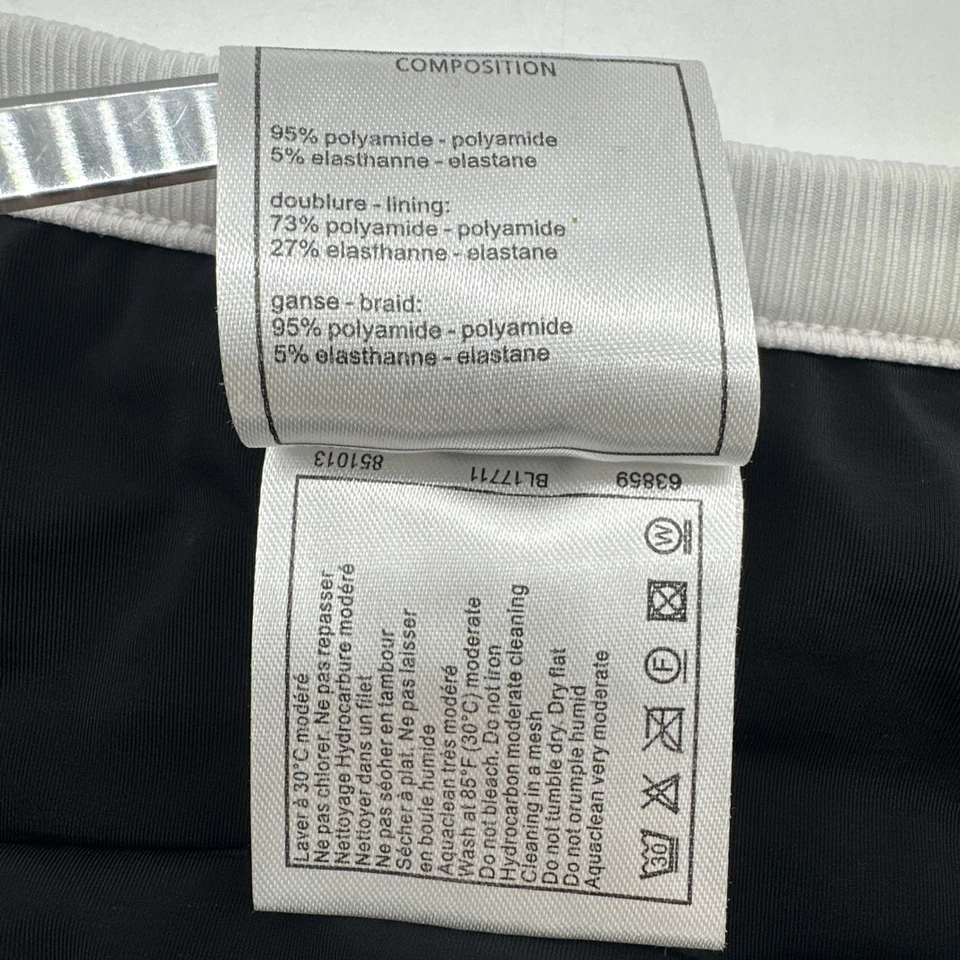 COMPOSITION
95% polyamide - polyamide
5% elasthanne - elastane
doublure - lining:
73% polyamide - polyamide
27% elasthanne - elastane
ganse - braid:
95% polyamide - polyamide
5% elasthanne - elastane
851013 BL17711 63859
Laver à 30°C modéré
Ne pas chlorer. Ne pas repasser
Nettoyage Hydrocarbure modéré
Nettoyer dans un filet
Ne pas séoher en tambour
Sécher à plat. Ne pas laisser
en boule humide
Aquaclean très modéré
Wash at 85°F (30°C) moderate
Do not bleach. Do not iron
Hydrocarbon moderate cleaning
Cleaning in a mesh
Do not tumble dry. Dry flat
Do not orumple humid
Aquaclean very moderate
30 F W